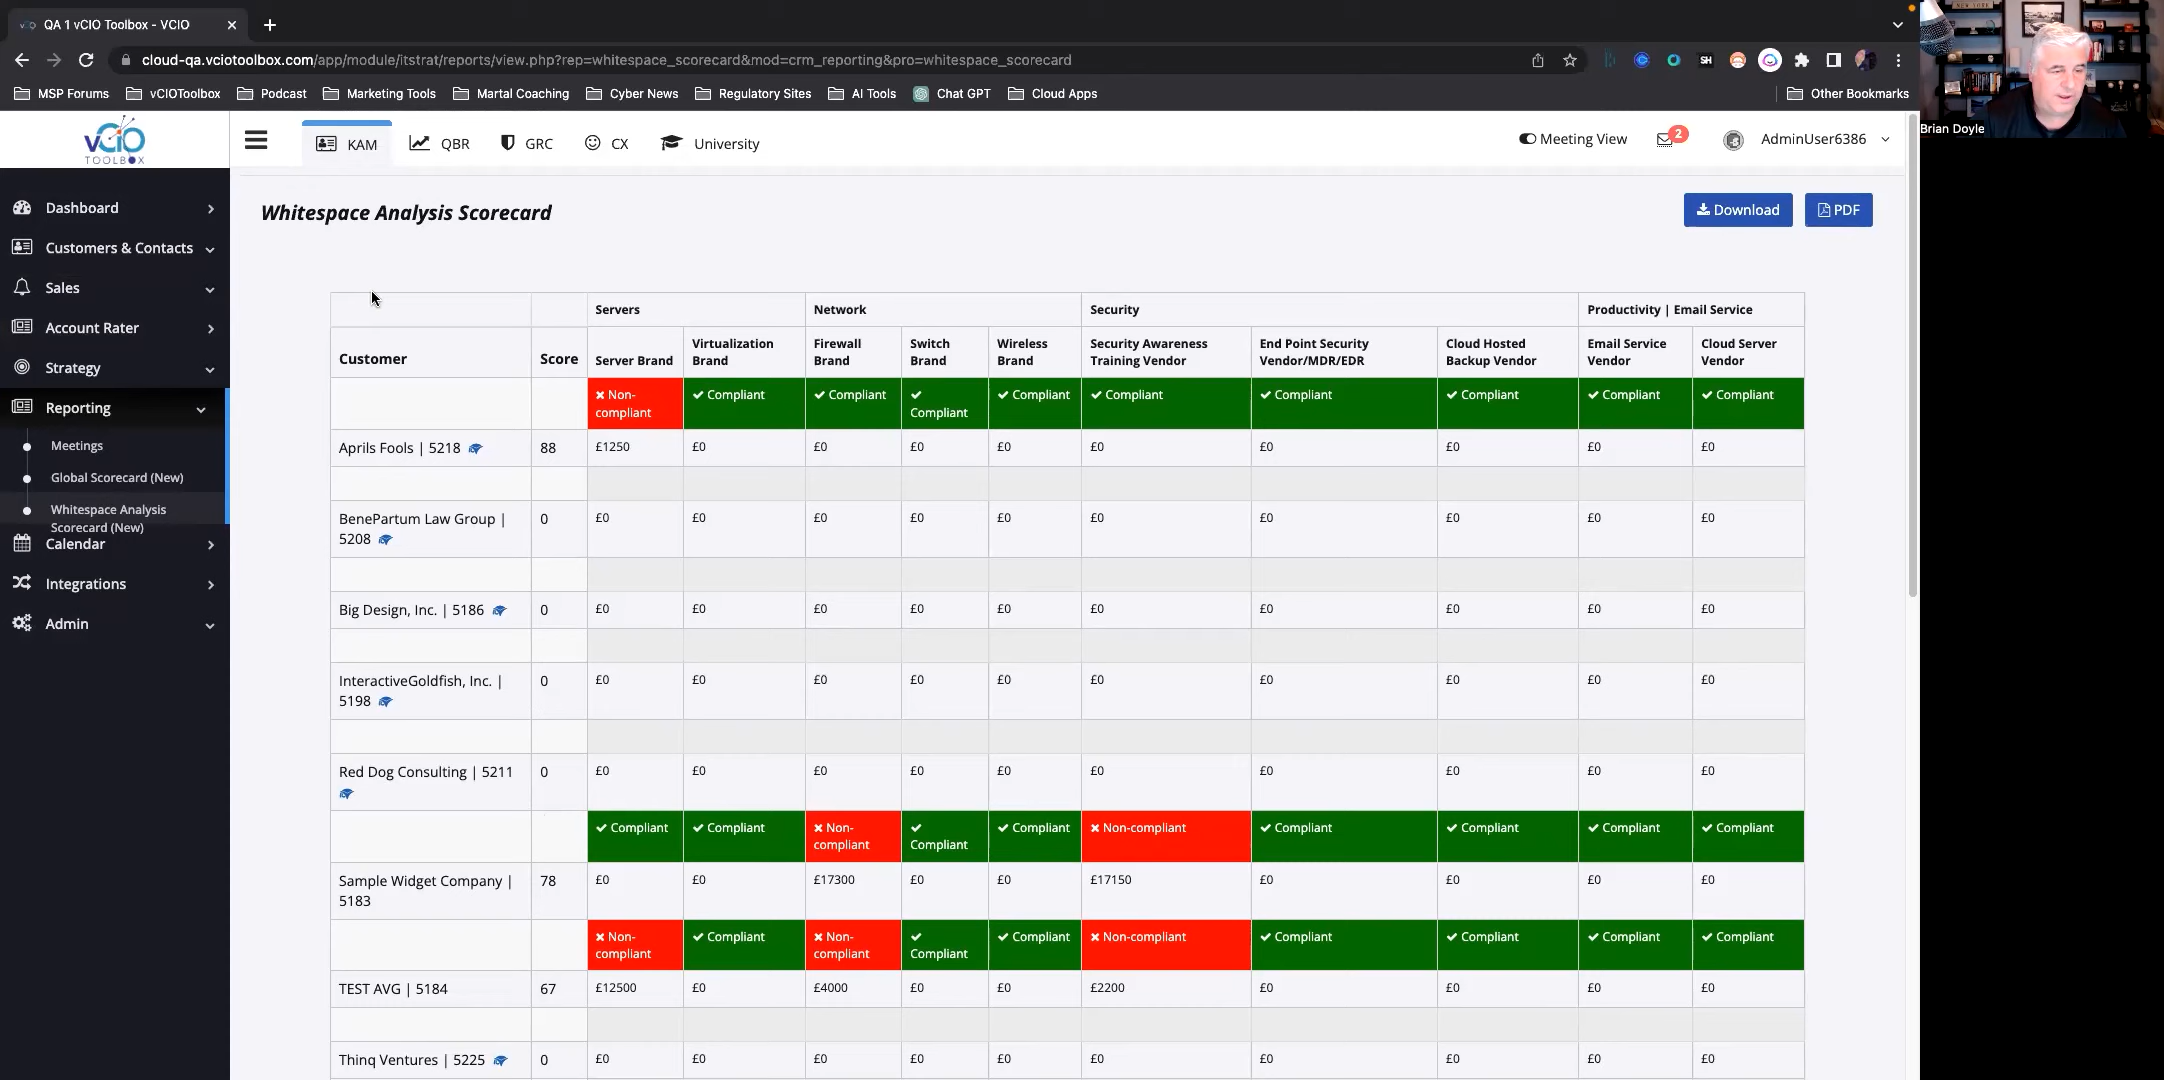 QA 1 vCIO Toolbox - VCIO
cloud-qa.vciotoolbox.com/app/module/itstrat/reports/view.php?rep=whitespace_scorecard&mod=crm_reporting&pro=whitespace_scorecard
SH
MSP Forums vCIOToolbox Podcast Marketing Tools Martal Coaching Cyber News Regulatory Sites AI Tools Chat GPT Cloud Apps Other Bookmarks
NEW YORK
Brian Doyle
vCIO
TOOLBOX
KAM QBR GRC CX University Meeting View 2 AdminUser6386
Dashboard
Customers & Contacts
Sales
Account Rater
Strategy
Reporting
Meetings
Global Scorecard (New)
Whitespace Analysis
Scorecard (New)
Calendar
Integrations
Admin
Whitespace Analysis Scorecard
Download PDF
Servers Network Security Productivity | Email Service
Customer Score Server Brand Virtualization Brand Firewall Brand Switch Brand Wireless Brand Security Awareness Training Vendor End Point Security Vendor/MDR/EDR Cloud Hosted Backup Vendor Email Service Vendor Cloud Server Vendor
Non-compliant Compliant Compliant Compliant Compliant Compliant Compliant Compliant Compliant Compliant
Aprils Fools | 5218 88 £1250 £0 £0 £0 £0 £0 £0 £0 £0 £0
BenePartum Law Group | 5208 0 £0 £0 £0 £0 £0 £0 £0 £0 £0 £0
Big Design, Inc. | 5186 0 £0 £0 £0 £0 £0 £0 £0 £0 £0 £0
InteractiveGoldfish, Inc. | 5198 0 £0 £0 £0 £0 £0 £0 £0 £0 £0 £0
Red Dog Consulting | 5211 0 £0 £0 £0 £0 £0 £0 £0 £0 £0 £0
Compliant Compliant Non-compliant Compliant Compliant Non-compliant Compliant Compliant Compliant Compliant
Sample Widget Company | 5183 78 £0 £0 £17300 £0 £0 £17150 £0 £0 £0 £0
Non-compliant Compliant Non-compliant Compliant Compliant Non-compliant Compliant Compliant Compliant Compliant
TEST AVG | 5184 67 £12500 £0 £4000 £0 £0 £2200 £0 £0 £0 £0
Thinq Ventures | 5225 0 £0 £0 £0 £0 £0 £0 £0 £0 £0 £0